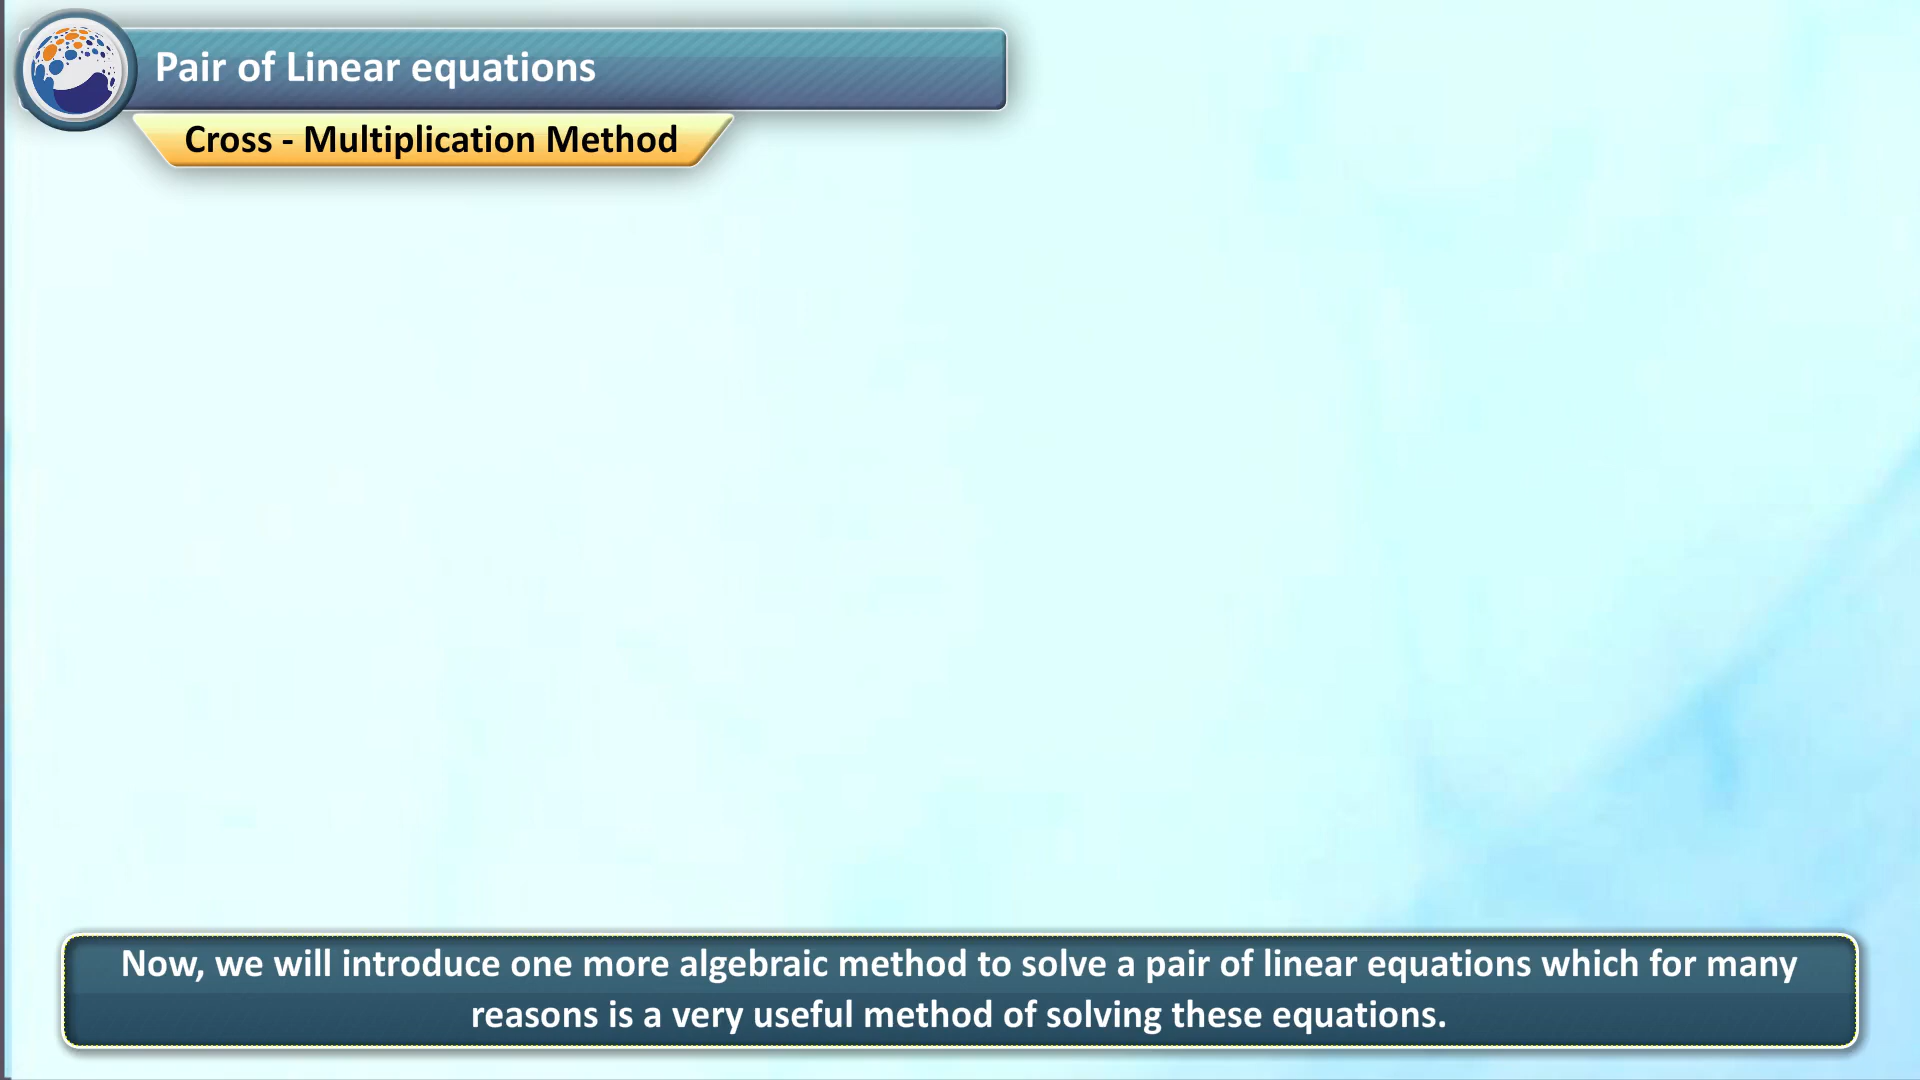 Pair of Linear equations
Cross - Multiplication Method
Now, we will introduce one more algebraic method to solve a pair of linear equations which for many
reasons is a very useful method of solving these equations.